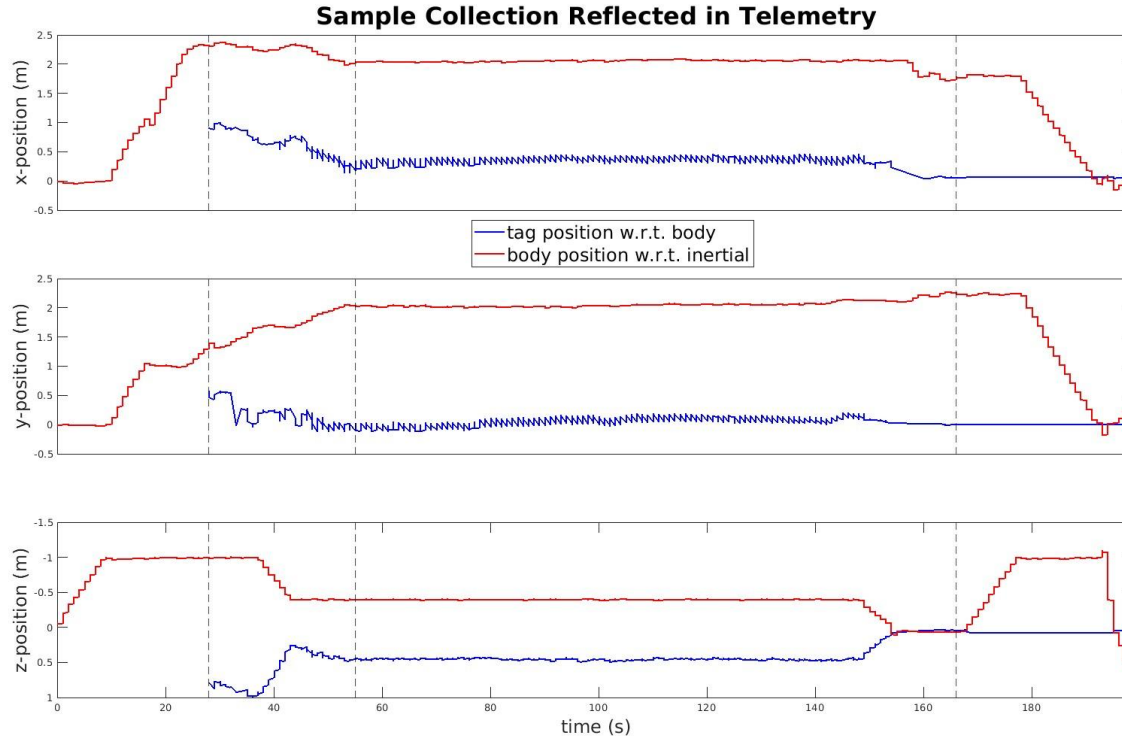 Sample Collection Reflected in Telemetry
2.5
2
1.5
1
0.5
0
-0.5
x-position (m)
tag position w.r.t. body
body position w.r.t. inertial
2.5
2
1.5
1
0.5
0
-0.5
y-position (m)
-1.5
-1
-0.5
0
0.5
1
z-position (m)
0 20 40 60 80 100 120 140 160 180
time (s)